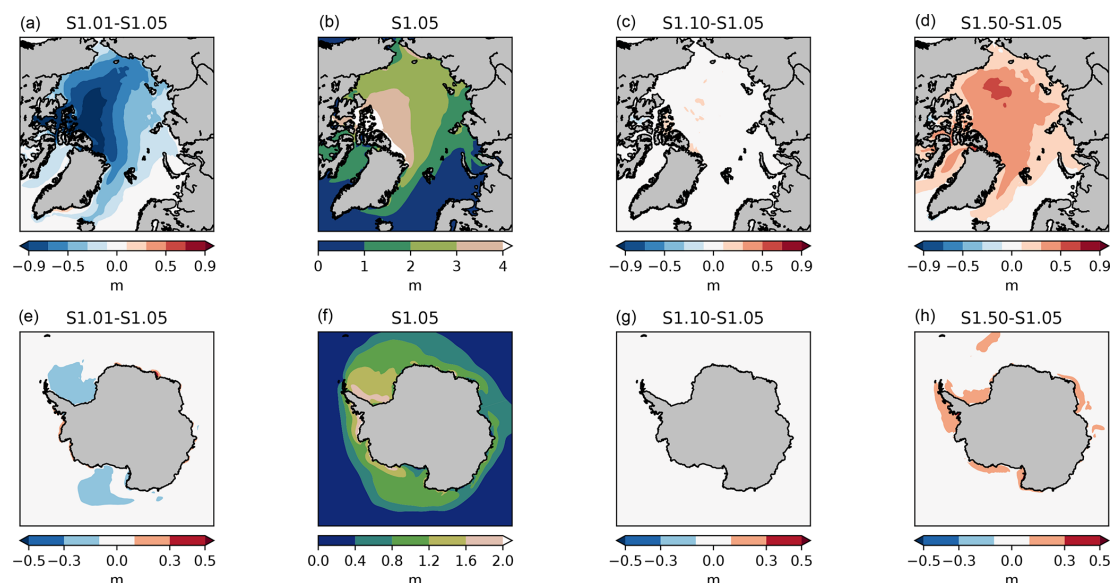 (a) S1.01-S1.05
(b) S1.05
(c) S1.10-S1.05
(d) S1.50-S1.05
−0.9 −0.5 0.0 0.5 0.9
m
0 1 2 3 4
m
−0.9 −0.5 0.0 0.5 0.9
m
−0.9 −0.5 0.0 0.5 0.9
m
(e) S1.01-S1.05
(f) S1.05
(g) S1.10-S1.05
(h) S1.50-S1.05
−0.5 −0.3 0.0 0.3 0.5
m
0.0 0.4 0.8 1.2 1.6 2.0
m
−0.5 −0.3 0.0 0.3 0.5
m
−0.5 −0.3 0.0 0.3 0.5
m